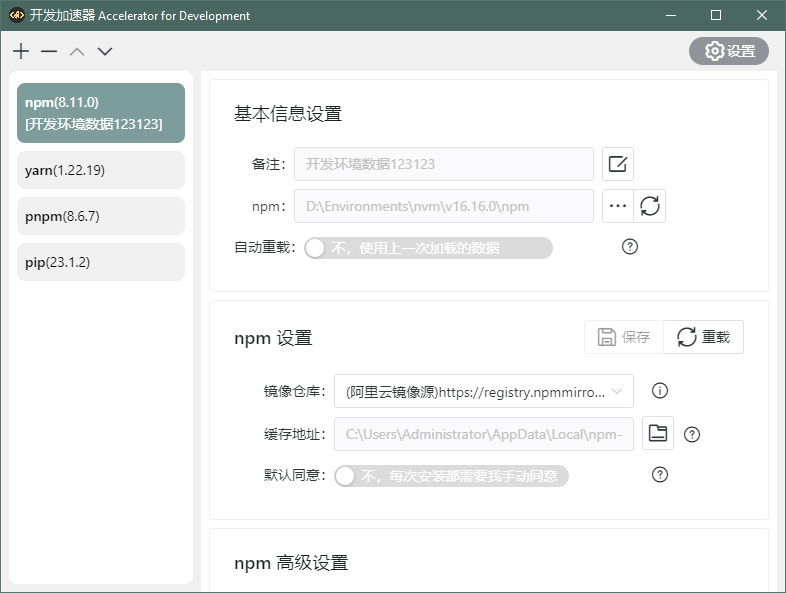 开发加速器 Accelerator for Development
设置
npm(8.11.0)
[开发环境数据123123]
yarn(1.22.19)
pnpm(8.6.7)
pip(23.1.2)
基本信息设置
备注: 开发环境数据123123
npm: D:\Environments\nvm\v16.16.0\npm
自动重载: 不，使用上一次加载的数据
npm 设置
保存 重载
镜像仓库: (阿里云镜像源)https://registry.npmmirro...
缓存地址: C:\Users\Administrator\AppData\Local\npm-
默认同意: 不，每次安装都需要我手动同意
npm 高级设置